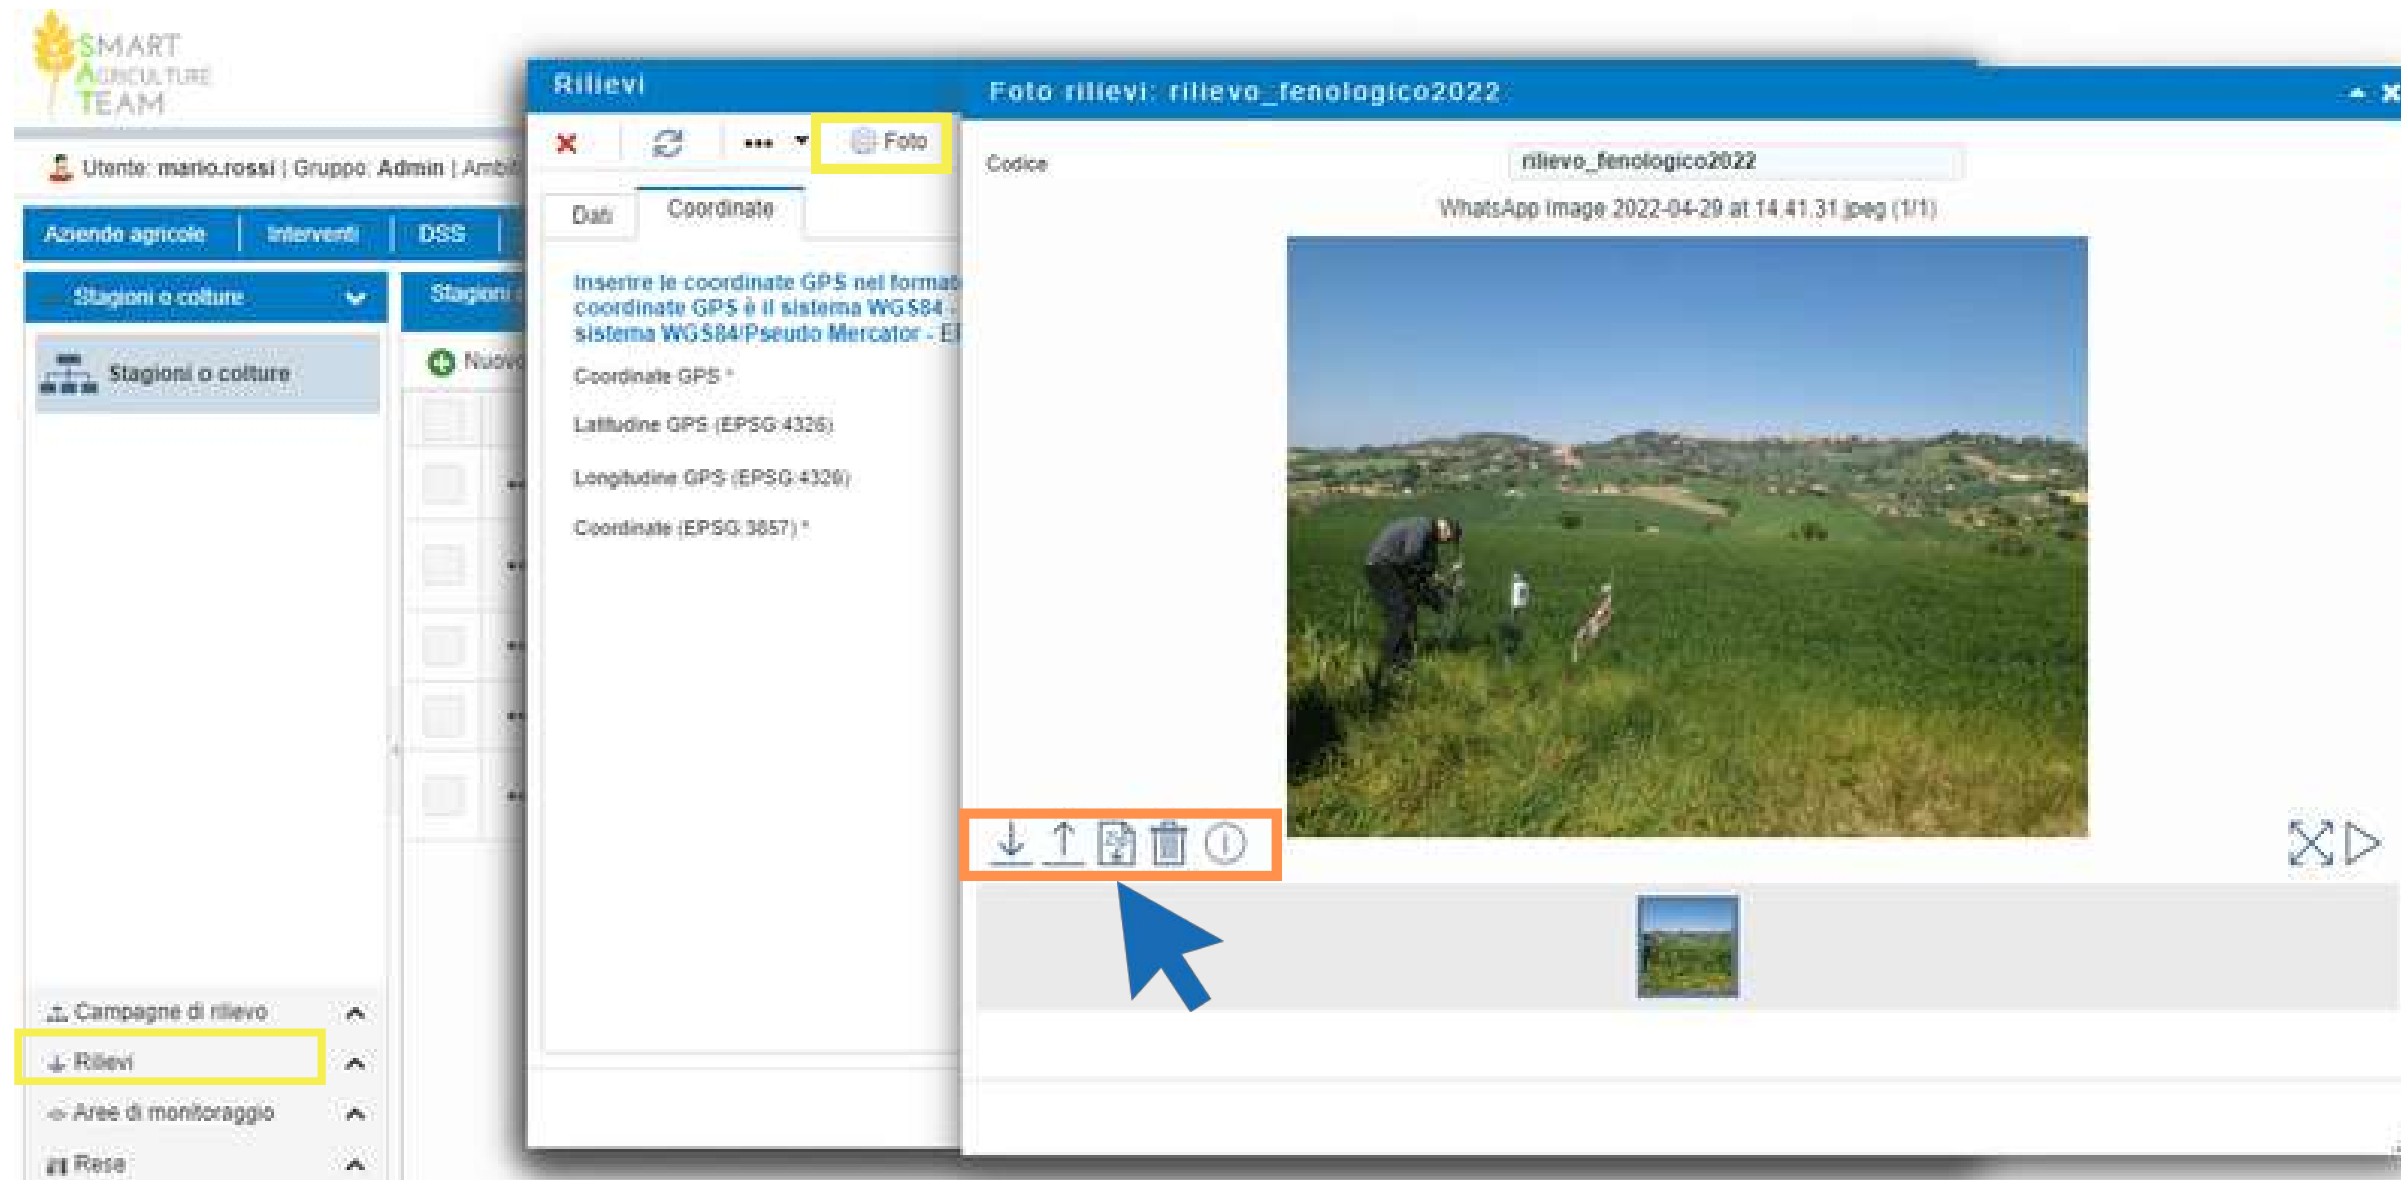 SMART
AGRICULTURE
TEAM
Utente: mario.rossi | Gruppo: Admin | Ambi
Aziende agricole
Interventi
DSS
Stagioni o colture
Stagioni o colture
Stagioni
Nuovo
Campagne di rilievo
Rilievi
Aree di monitoraggio
Rese
Rilievi
Foto
Dati
Coordinate
Inserire le coordinate GPS nel format
coordinate GPS è il sistema WGS84 -
sistema WGS84/Pseudo Mercator - E
Coordinate GPS *
Latitudine GPS (EPSG:4326)
Longitudine GPS (EPSG:4326)
Coordinate (EPSG:3857) *
Foto rilievi: rilievo_fenologico2022
Codice
rilievo_fenologico2022
WhatsApp Image 2022-04-29 at 14.41.31.jpeg (1/1)